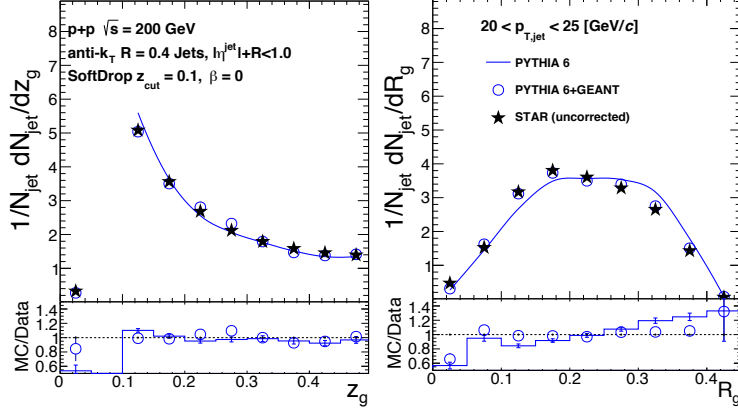 p+p √s = 200 GeV
anti-k_T R = 0.4 Jets, |η^jet|+R<1.0
SoftDrop z_cut = 0.1, β = 0
1/N_jet dN_jet/dz_g
8
7
6
5
4
3
2
1
MC/Data
1.4
1.2
1
0.8
0.6
0 0.1 0.2 0.3 0.4
z_g
20 < p_T,jet < 25 [GeV/c]
PYTHIA 6
PYTHIA 6+GEANT
STAR (uncorrected)
1/N_jet dN_jet/dR_g
8
7
6
5
4
3
2
1
MC/Data
1.4
1.2
1
0.8
0.6
0 0.1 0.2 0.3 0.4
R_g